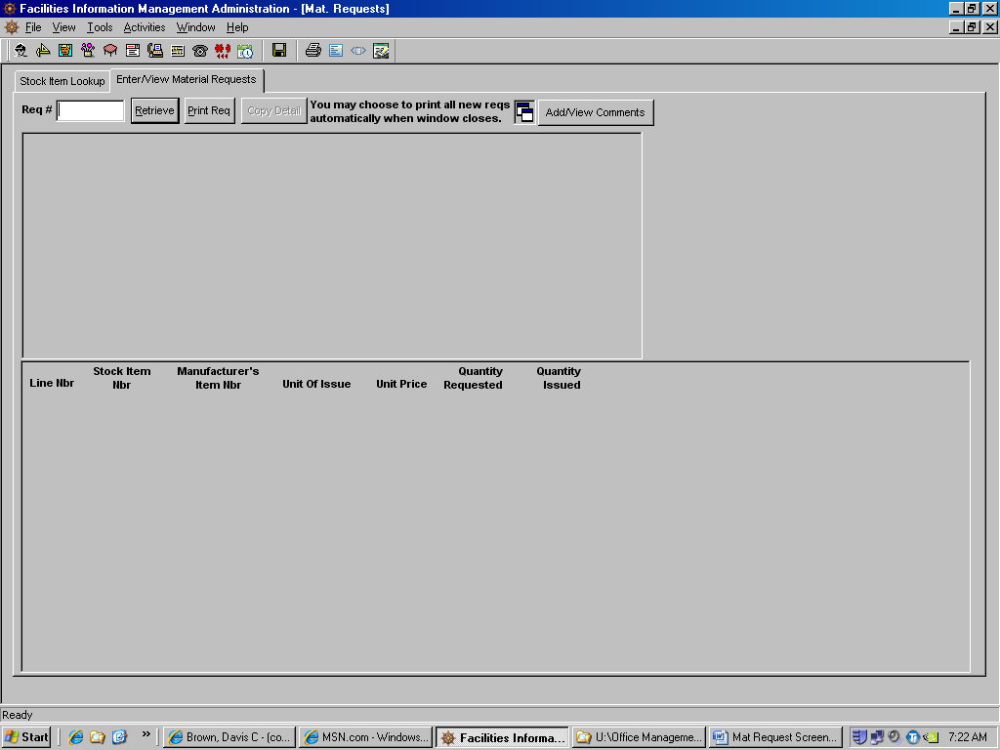 Facilities Information Management Administration - [Mat. Requests]
File View Tools Activities Window Help
Stock Item Lookup Enter/View Material Requests
Req # Retrieve Print Req Copy Detail You may choose to print all new reqs automatically when window closes. Add/View Comments
Line Nbr Stock Item Nbr Manufacturer's Item Nbr Unit Of Issue Unit Price Quantity Requested Quantity Issued
Ready
Start » Brown, Davis C - (co... MSN.com - Windows... Facilities Informa... U:\Office Manageme... Mat Request Screen... 7:22 AM